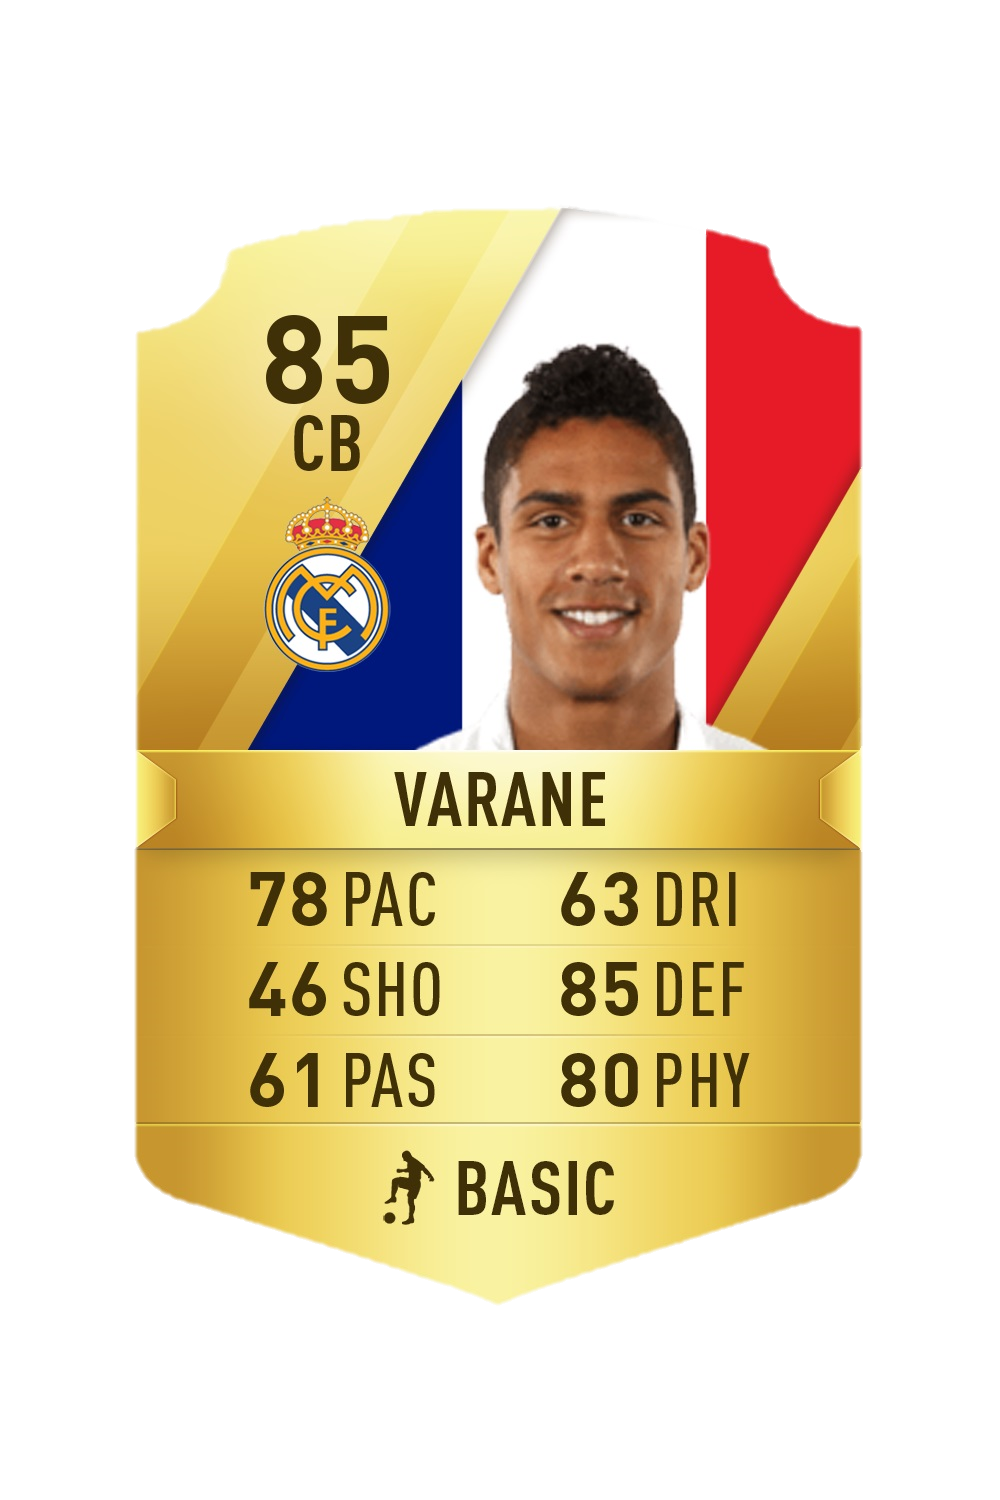 85
CB
VARANE
78 PAC 63 DRI
46 SHO 85 DEF
61 PAS 80 PHY
BASIC